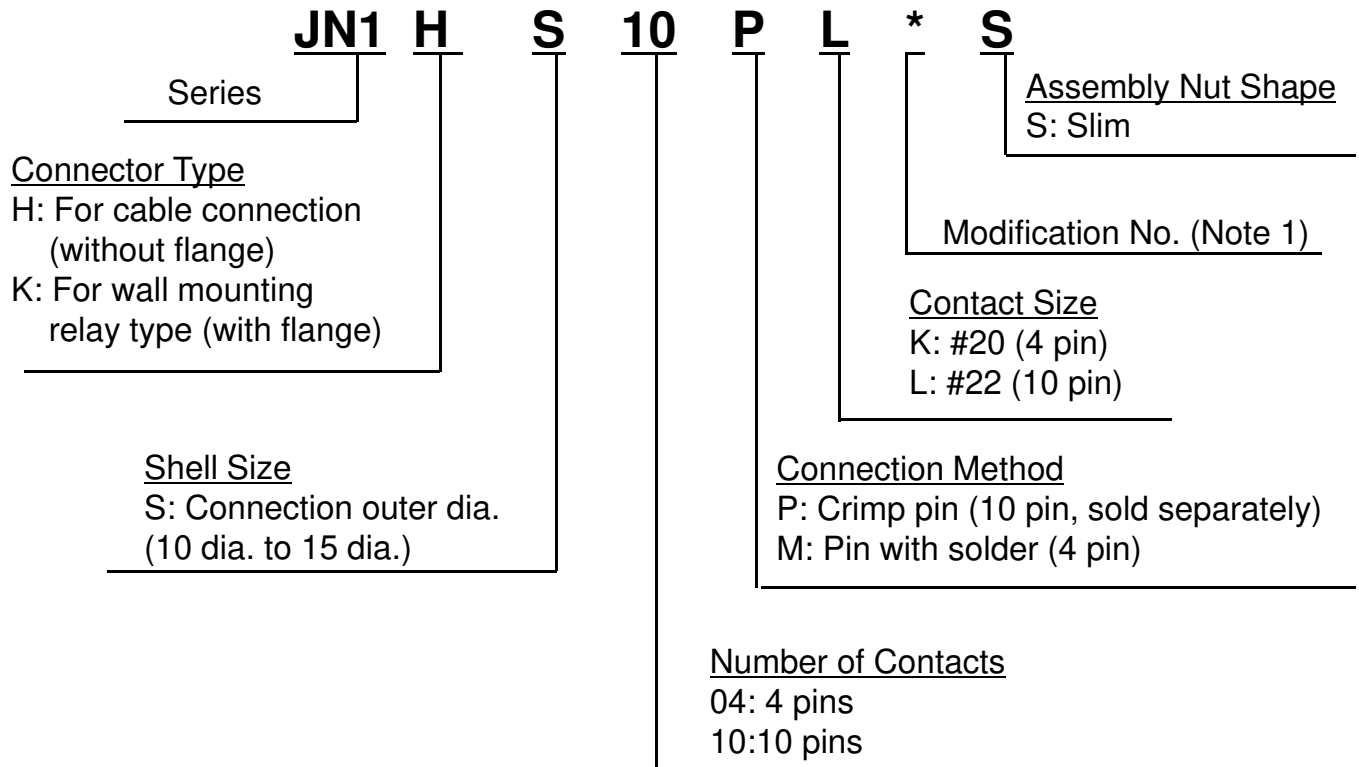 JN1 H S 10 P L * S
Series
Assembly Nut Shape
S: Slim
Connector Type
H: For cable connection
(without flange)
K: For wall mounting
relay type (with flange)
Modification No. (Note 1)
Contact Size
K: #20 (4 pin)
L: #22 (10 pin)
Shell Size
S: Connection outer dia.
(10 dia. to 15 dia.)
Connection Method
P: Crimp pin (10 pin, sold separately)
M: Pin with solder (4 pin)
Number of Contacts
04: 4 pins
10:10 pins